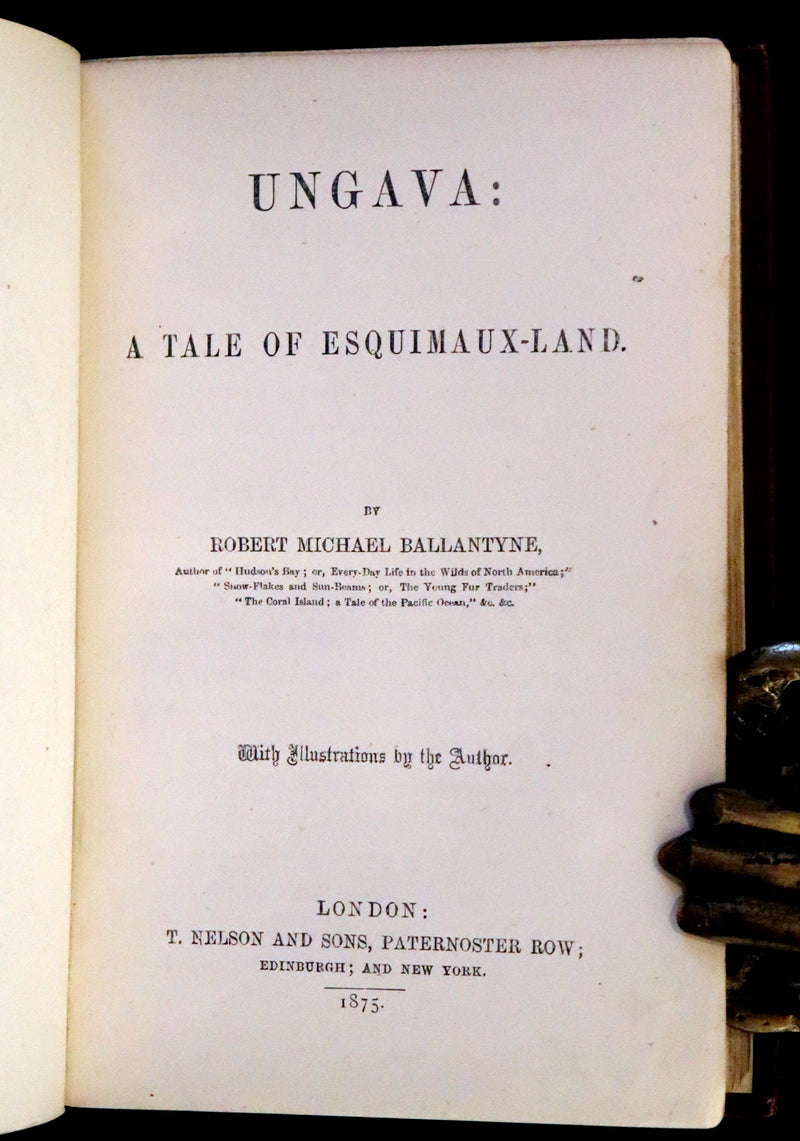 UNGAVA:
A TALE OF ESQUIMAUX-LAND.
BY
ROBERT MICHAEL BALLANTYNE,
Author of "Hudson's Bay; or, Every-Day Life in the Wilds of North America;"
"Snow-Flakes and Sun-Beams; or, The Young Fur Traders;"
"The Coral Island; a Tale of the Pacific Ocean," &c. &c.
With Illustrations by the Author.
LONDON:
T. NELSON AND SONS, PATERNOSTER ROW;
EDINBURGH; AND NEW YORK.
1875.